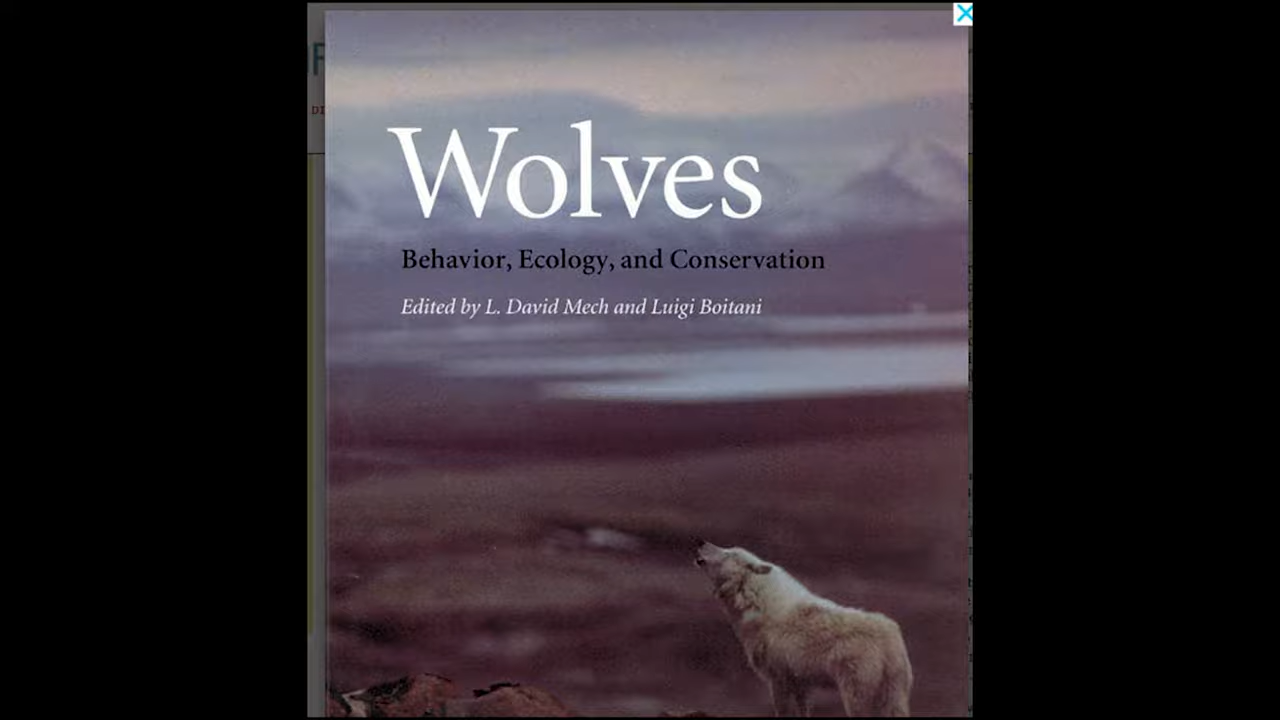 Wolves
Behavior, Ecology, and Conservation
Edited by L. David Mech and Luigi Boitani